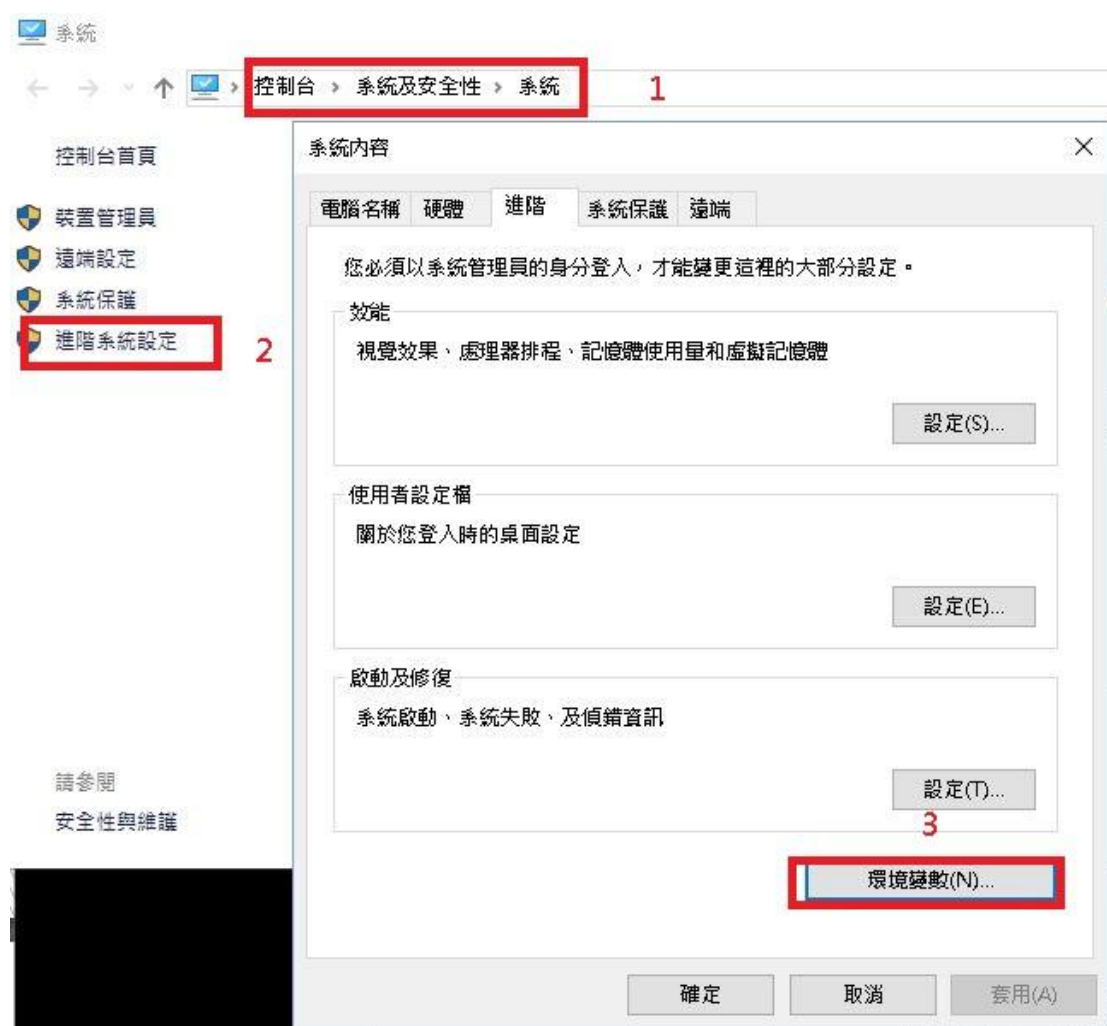 系統
控制台 > 系統及安全性 > 系統
1
控制台首頁
裝置管理員
遠端設定
系統保護
進階系統設定
2
請參閱
安全性與維護
系統內容
電腦名稱 硬體 進階 系統保護 遠端
您必須以系統管理員的身分登入，才能變更這裡的大部分設定。
效能
視覺效果、處理器排程、記憶體使用量和虛擬記憶體
設定(S)...
使用者設定檔
關於您登入時的桌面設定
設定(E)...
啟動及修復
系統啟動、系統失敗、及偵錯資訊
設定(T)...
3
環境變數(N)...
確定 取消 套用(A)